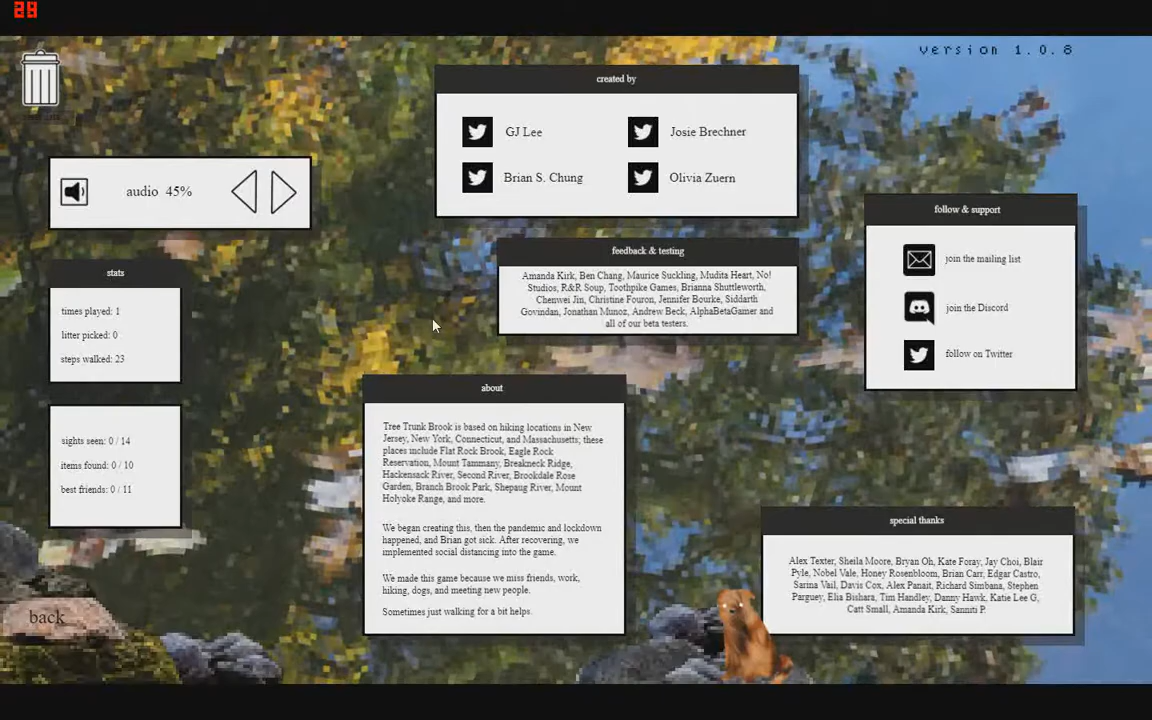 29
version 1.0.8
created by
GJ Lee
Josie Brechner
Brian S. Chung
Olivia Zuern
audio 45%
follow & support
join the mailing list
join the Discord
follow on Twitter
feedback & testing
Amanda Kirk, Ben Chang, Maurice Suckling, Mudita Heart, No!
Studios, R&R Soup, Toothpike Games, Brianna Shuttleworth,
Chenwei Jin, Christine Fouron, Jennifer Bourke, Siddarth
Govindan, Jonathan Munoz, Andrew Beck, AlphaBetaGamer and
all of our beta testers.
stats
times played: 1
litter picked: 0
steps walked: 23
sights seen: 0 / 14
items found: 0 / 10
best friends: 0 / 11
about
Tree Trunk Brook is based on hiking locations in New
Jersey, New York, Connecticut, and Massachusetts; these
places include Flat Rock Brook, Eagle Rock
Reservation, Mount Tammany, Breakneck Ridge,
Hackensack River, Second River, Brookdale Rose
Garden, Branch Brook Park, Shepaug River, Mount
Holyoke Range, and more.
We began creating this, then the pandemic and lockdown
happened, and Brian got sick. After recovering, we
implemented social distancing into the game.
We made this game because we miss friends, work,
hiking, dogs, and meeting new people.
Sometimes just walking for a bit helps.
special thanks
Alex Texter, Sheila Moore, Bryan Oh, Kate Foray, Jay Choi, Blair
Pyle, Nobel Vale, Honey Rosenbloom, Brian Carr, Edgar Castro,
Sarina Vail, Davis Cox, Alex Panait, Richard Simbana, Stephen
Parguey, Elia Bishara, Tim Handley, Danny Hawk, Katie Lee G,
Catt Small, Amanda Kirk, Sanniti P.
back